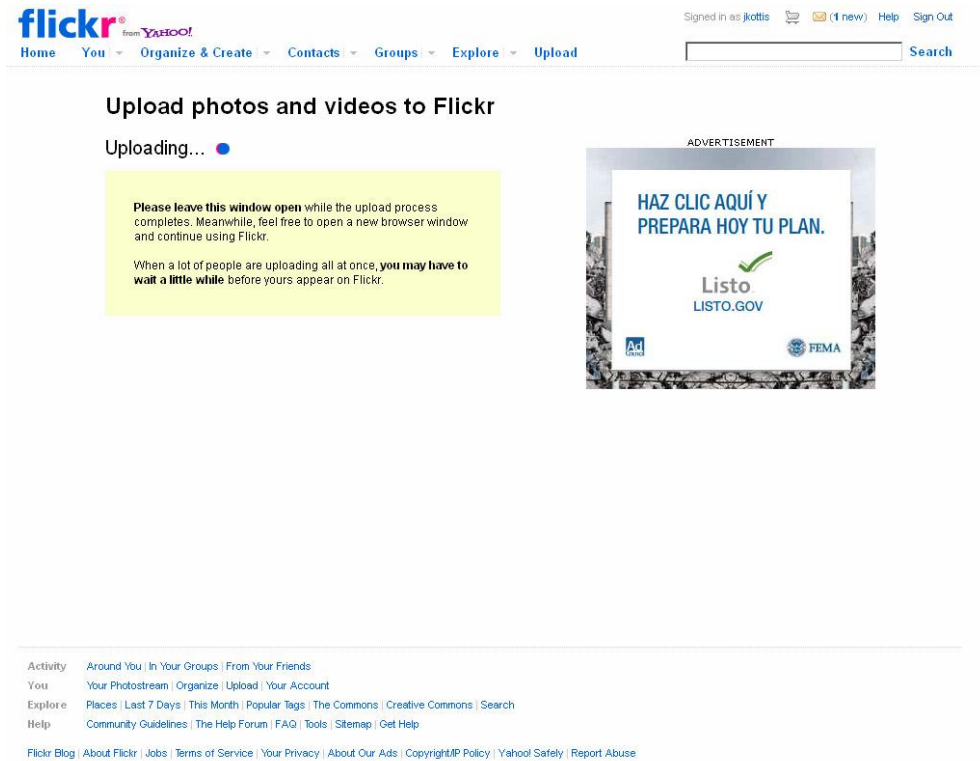 flickr from YAHOO!
Signed in as jkottis (1 new) Help Sign Out
Home You Organize & Create Contacts Groups Explore Upload
Search
Upload photos and videos to Flickr
Uploading...
Please leave this window open while the upload process
completes. Meanwhile, feel free to open a new browser window
and continue using Flickr.
When a lot of people are uploading all at once, you may have to
wait a little while before yours appear on Flickr.
ADVERTISEMENT
HAZ CLIC AQUÍ Y
PREPARA HOY TU PLAN.
Listo
LISTO.GOV
Ad
Council
FEMA
Activity Around You | In Your Groups | From Your Friends
You Your Photostream | Organize | Upload | Your Account
Explore Places | Last 7 Days | This Month | Popular Tags | The Commons | Creative Commons | Search
Help Community Guidelines | The Help Forum | FAQ | Tools | Sitemap | Get Help
Flickr Blog | About Flickr | Jobs | Terms of Service | Your Privacy | About Our Ads | Copyright/IP Policy | Yahoo! Safely | Report Abuse